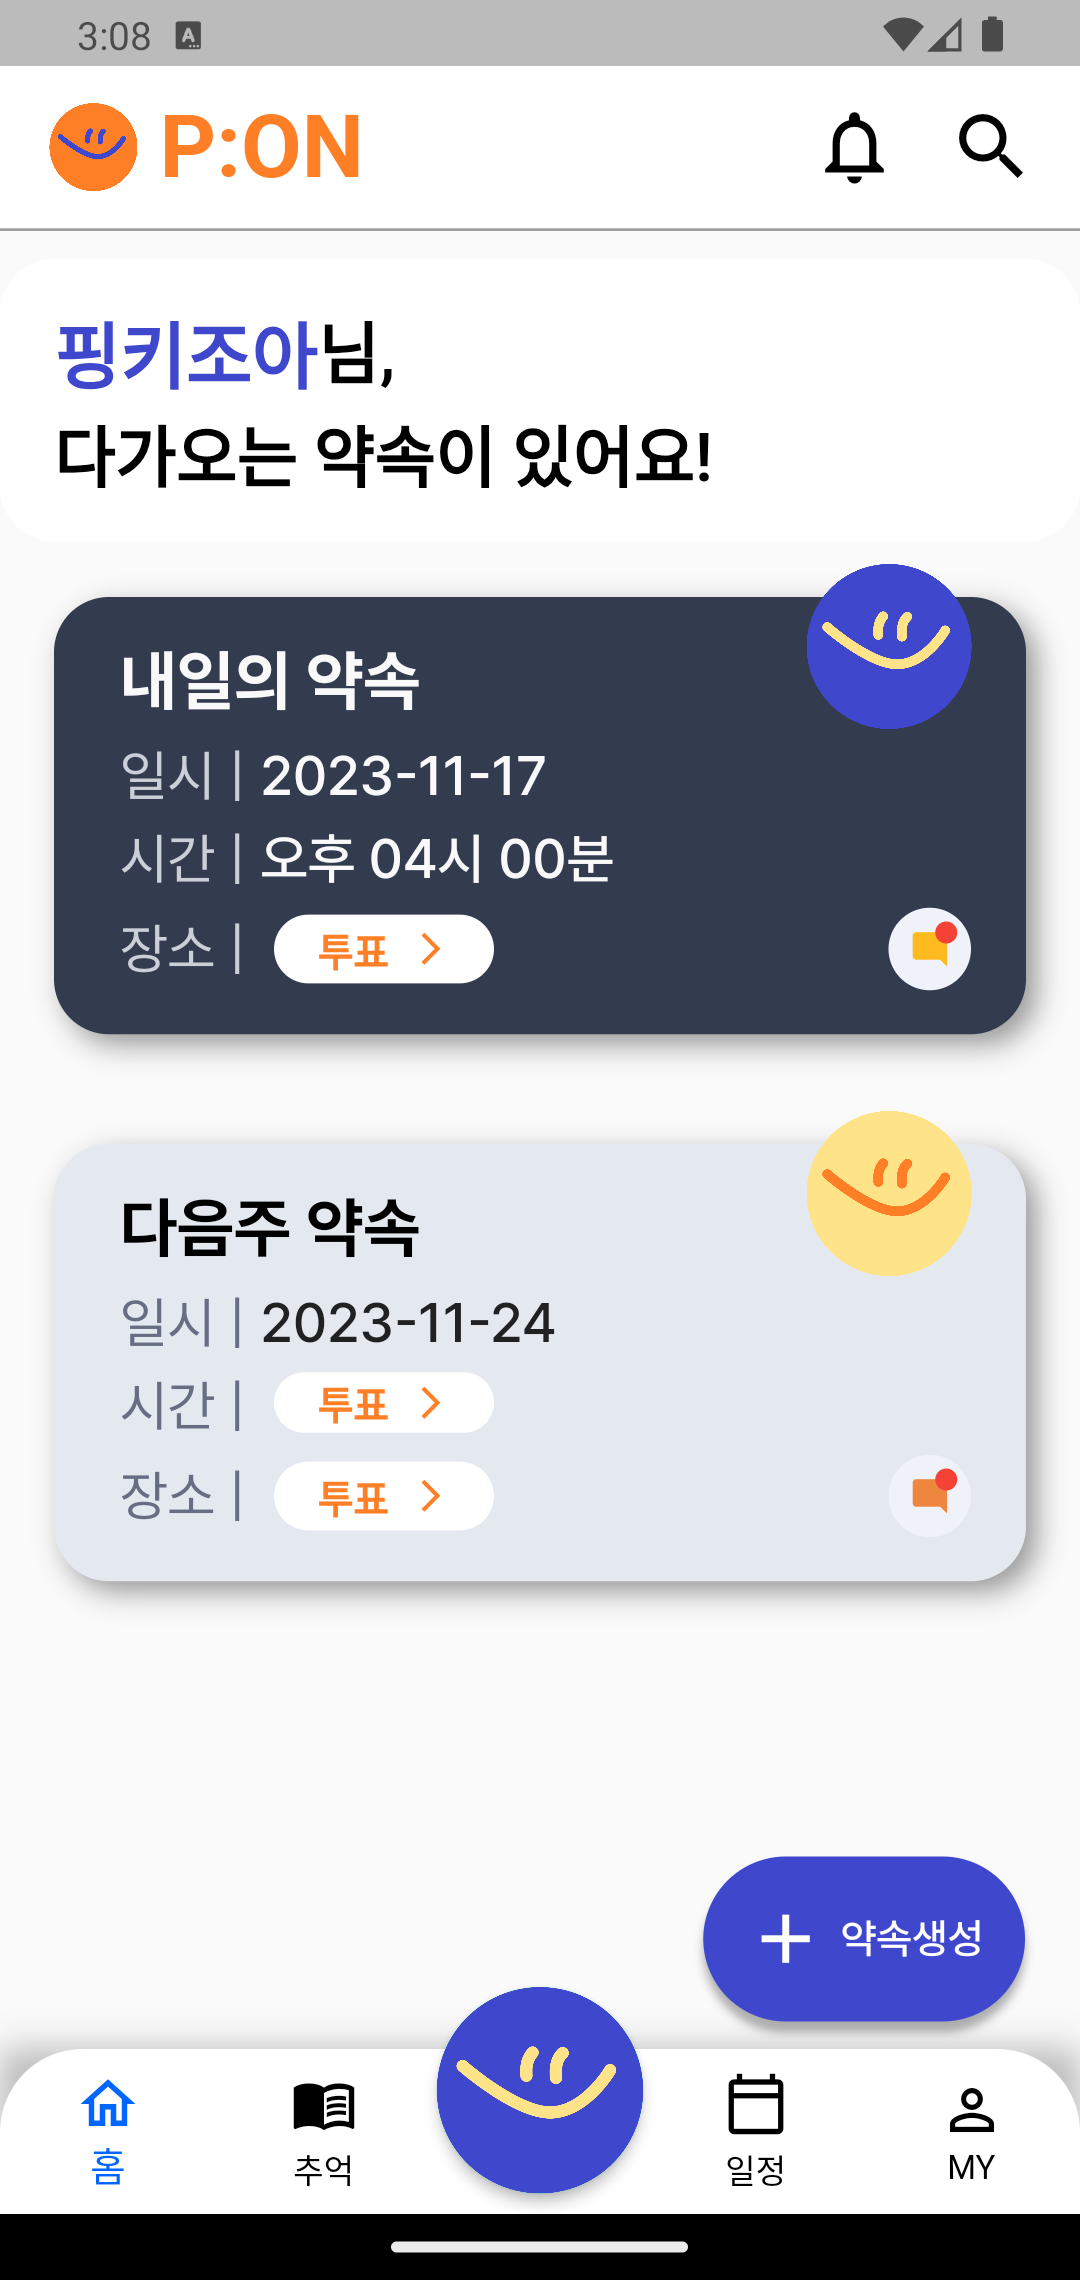 3:08
P:ON
핑키조아님,
다가오는 약속이 있어요!
내일의 약속
일시 | 2023-11-17
시간 | 오후 04시 00분
장소 | 투표
다음주 약속
일시 | 2023-11-24
시간 | 투표
장소 | 투표
약속생성
홈 추억 일정 MY